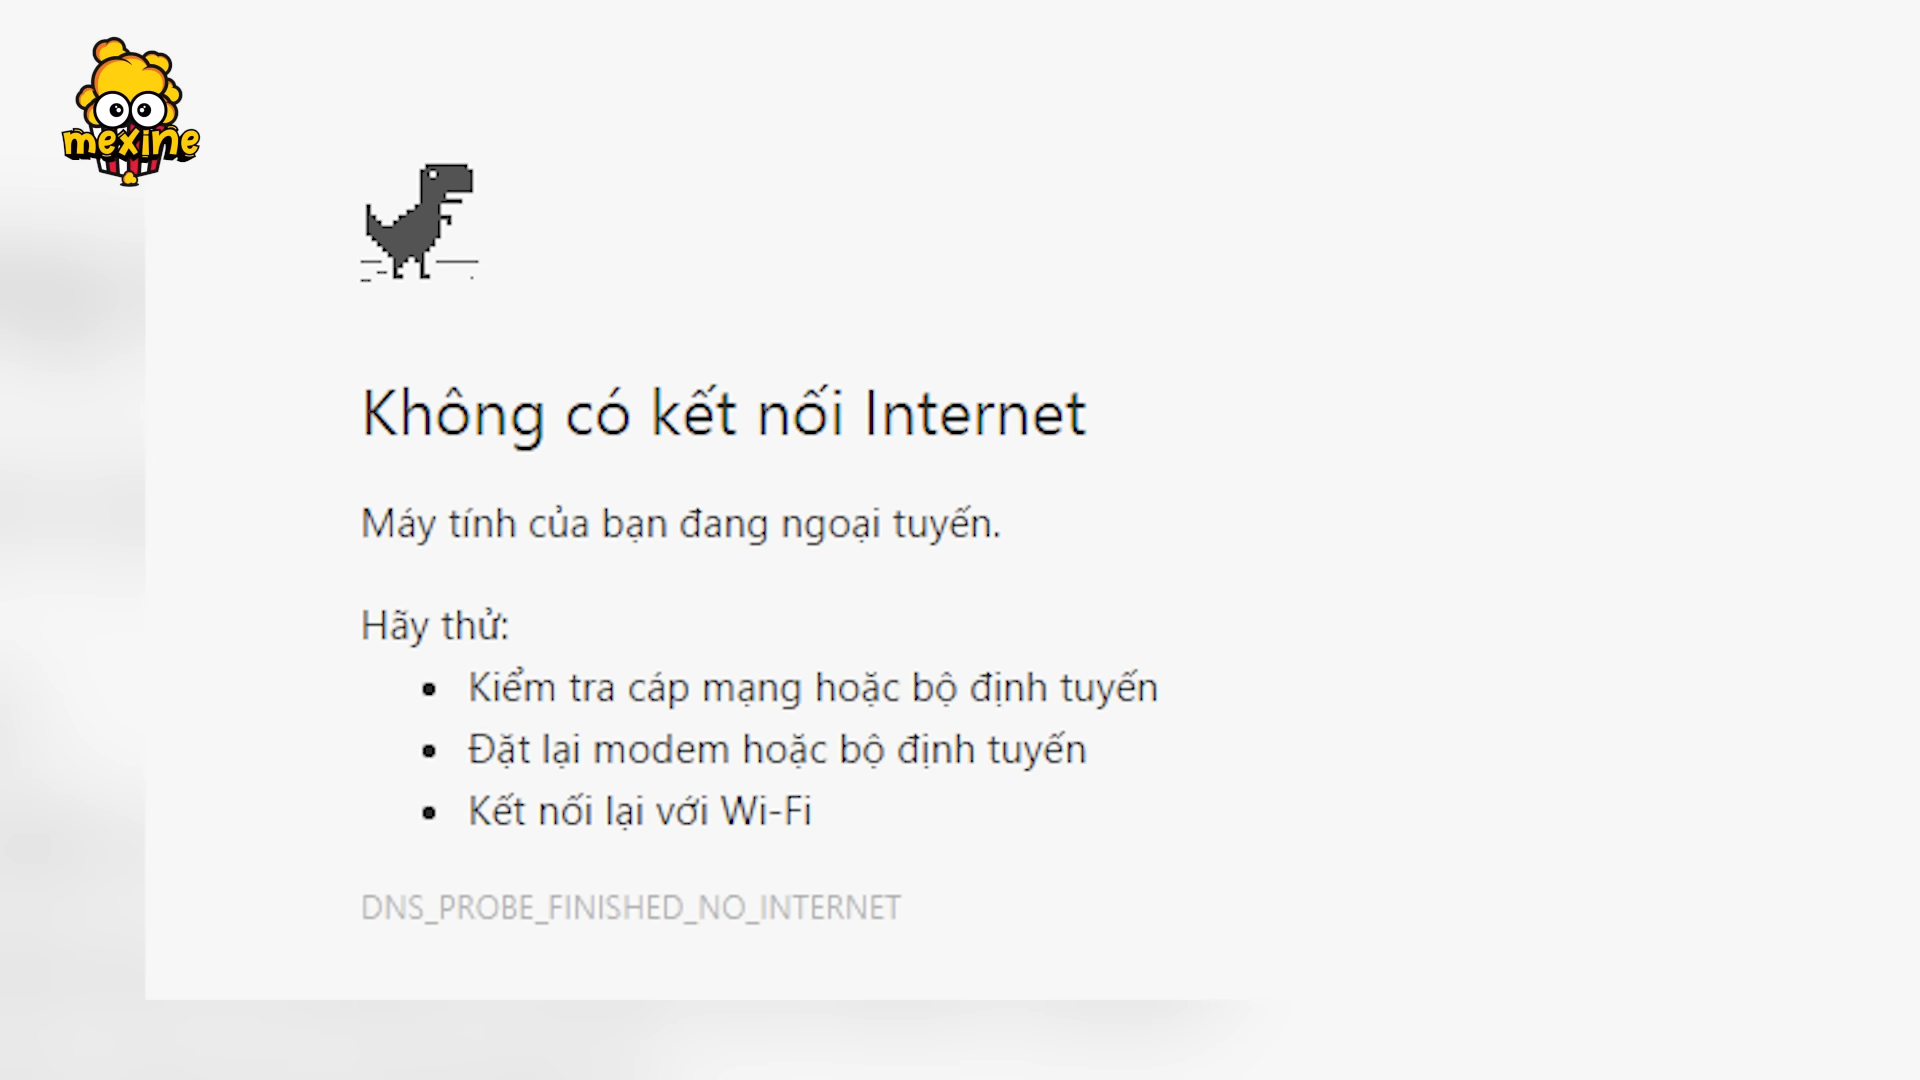 mexine
Không có kết nối Internet
Máy tính của bạn đang ngoại tuyến.
Hãy thử:
• Kiểm tra cáp mạng hoặc bộ định tuyến
• Đặt lại modem hoặc bộ định tuyến
• Kết nối lại với Wi-Fi
DNS_PROBE_FINISHED_NO_INTERNET